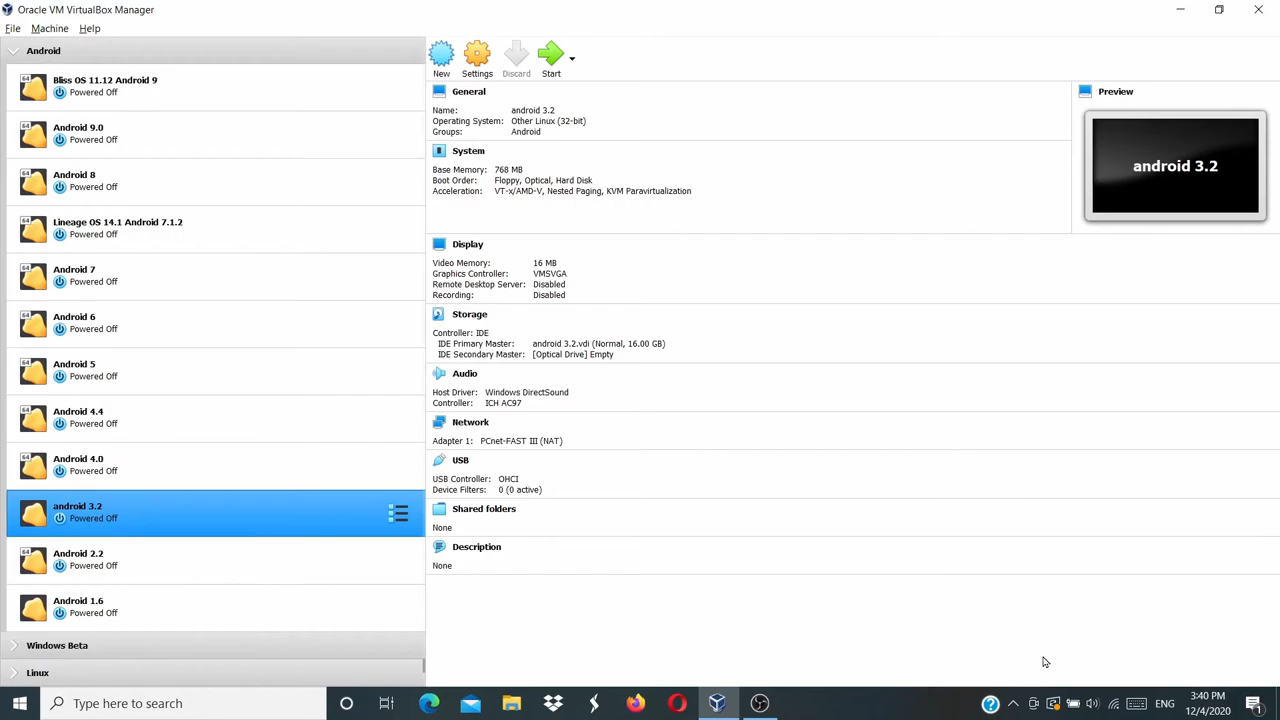 Oracle VM VirtualBox Manager
File Machine Help
Android
Bliss OS 11.12 Android 9
Powered Off
Android 9.0
Powered Off
Android 8
Powered Off
Lineage OS 14.1 Android 7.1.2
Powered Off
Android 7
Powered Off
Android 6
Powered Off
Android 5
Powered Off
Android 4.4
Powered Off
Android 4.0
Powered Off
android 3.2
Powered Off
Android 2.2
Powered Off
Android 1.6
Powered Off
Windows Beta
Linux
New Settings Discard Start
General
Name: android 3.2
Operating System: Other Linux (32-bit)
Groups: Android
System
Base Memory: 768 MB
Boot Order: Floppy, Optical, Hard Disk
Acceleration: VT-x/AMD-V, Nested Paging, KVM Paravirtualization
Preview
android 3.2
Display
Video Memory: 16 MB
Graphics Controller: VMSVGA
Remote Desktop Server: Disabled
Recording: Disabled
Storage
Controller: IDE
IDE Primary Master: android 3.2.vdi (Normal, 16.00 GB)
IDE Secondary Master: [Optical Drive] Empty
Audio
Host Driver: Windows DirectSound
Controller: ICH AC97
Network
Adapter 1: PCnet-FAST III (NAT)
USB
USB Controller: OHCI
Device Filters: 0 (0 active)
Shared folders
None
Description
None
Type here to search
ENG
3:40 PM
12/4/2020
1